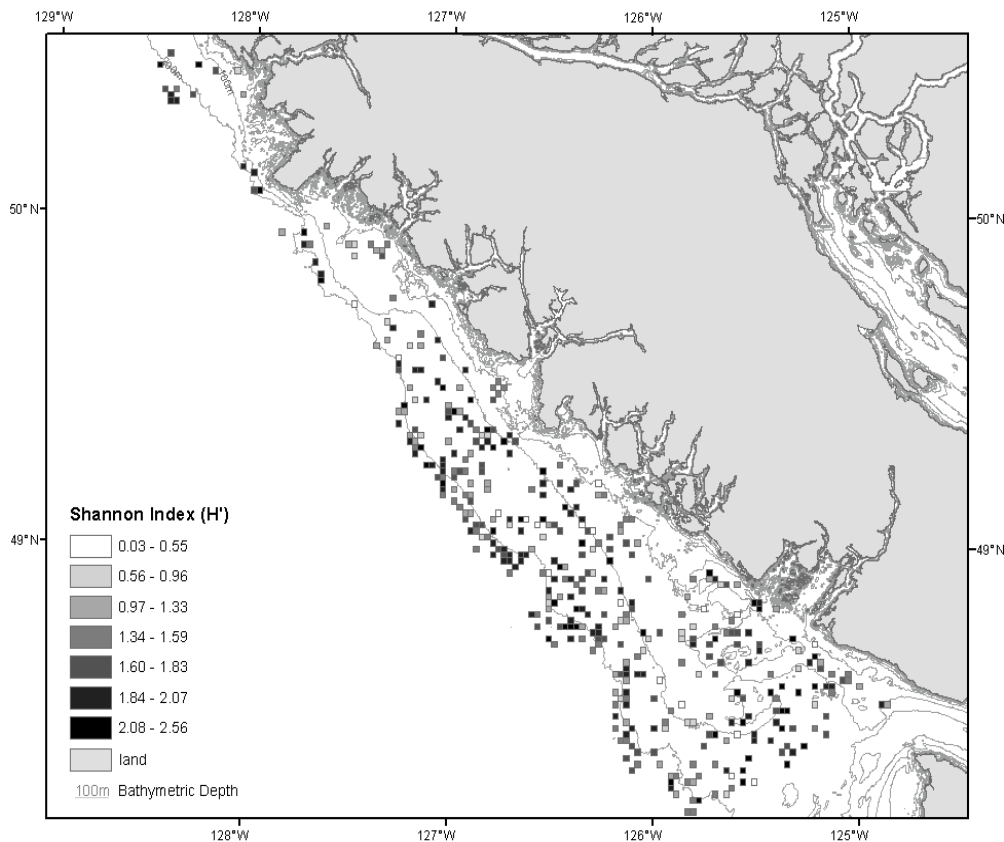 129°W 128°W 127°W 126°W 125°W
100m
50°N 50°N
49°N 49°N
Shannon Index (H')
0.03 - 0.55
0.56 - 0.96
0.97 - 1.33
1.34 - 1.59
1.60 - 1.83
1.84 - 2.07
2.08 - 2.56
land
100m Bathymetric Depth
128°W 127°W 126°W 125°W